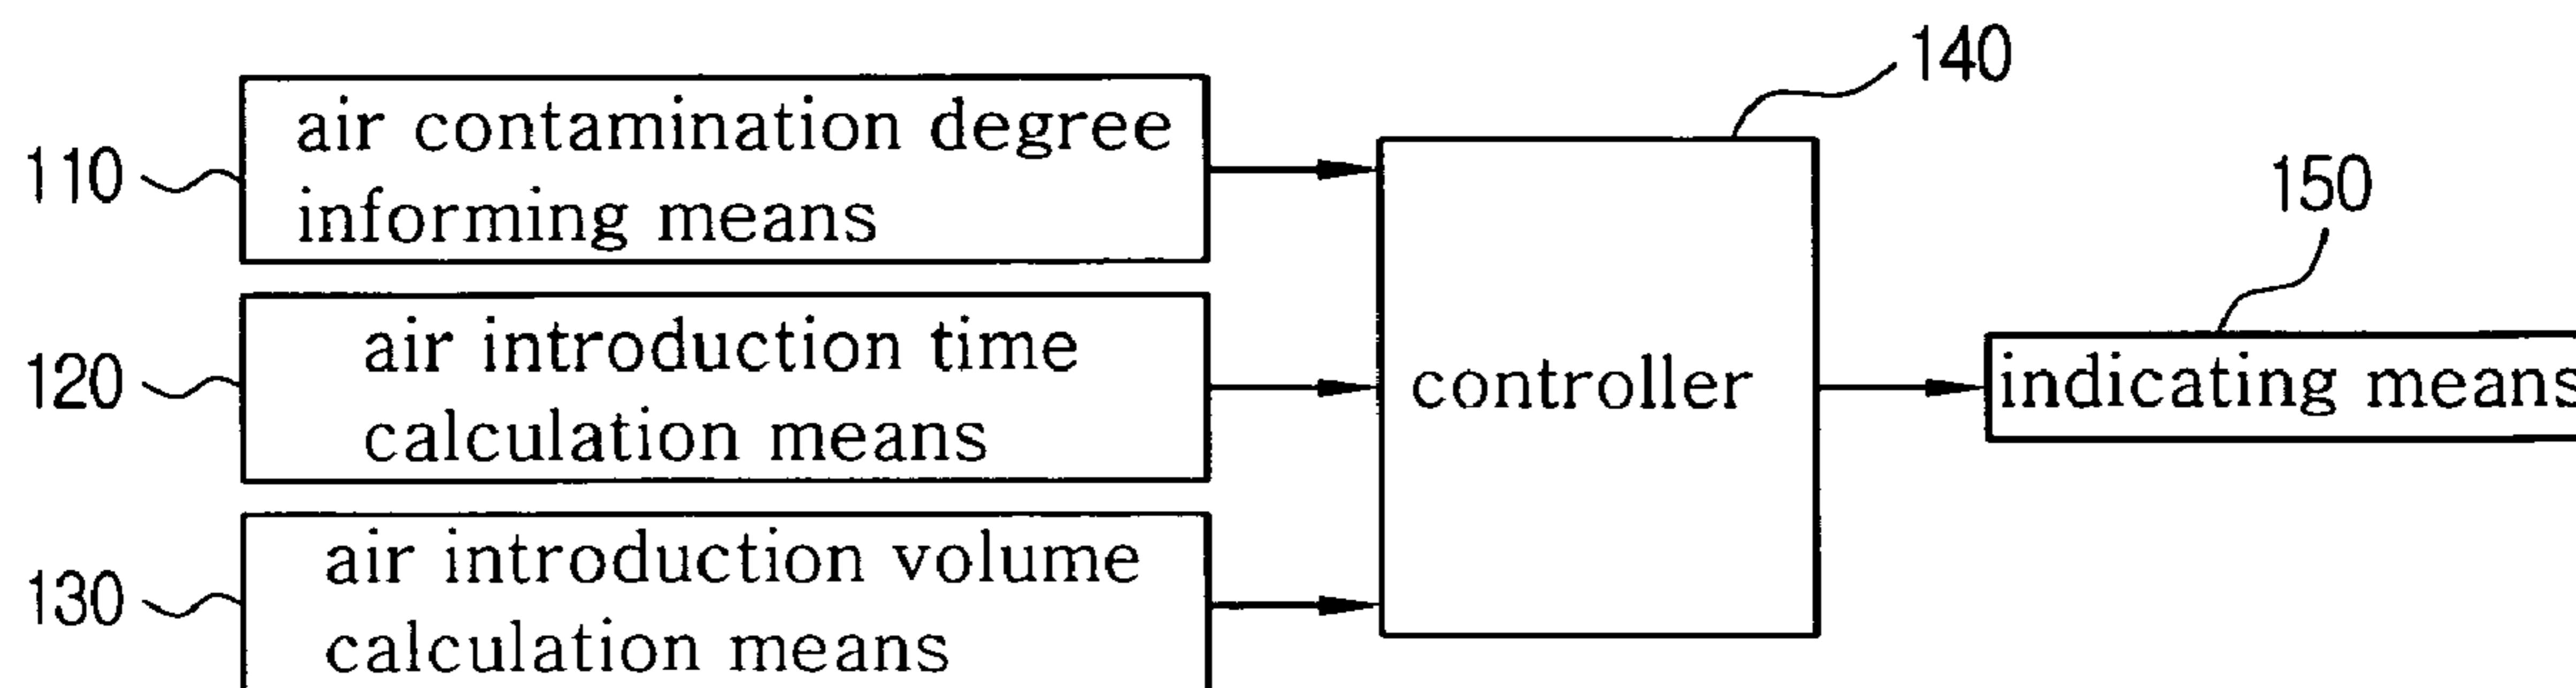 140
air contamination degree
informing means
110
150
air introduction time
calculation means
120
controller
indicating means
air introduction volume
calculation means
130